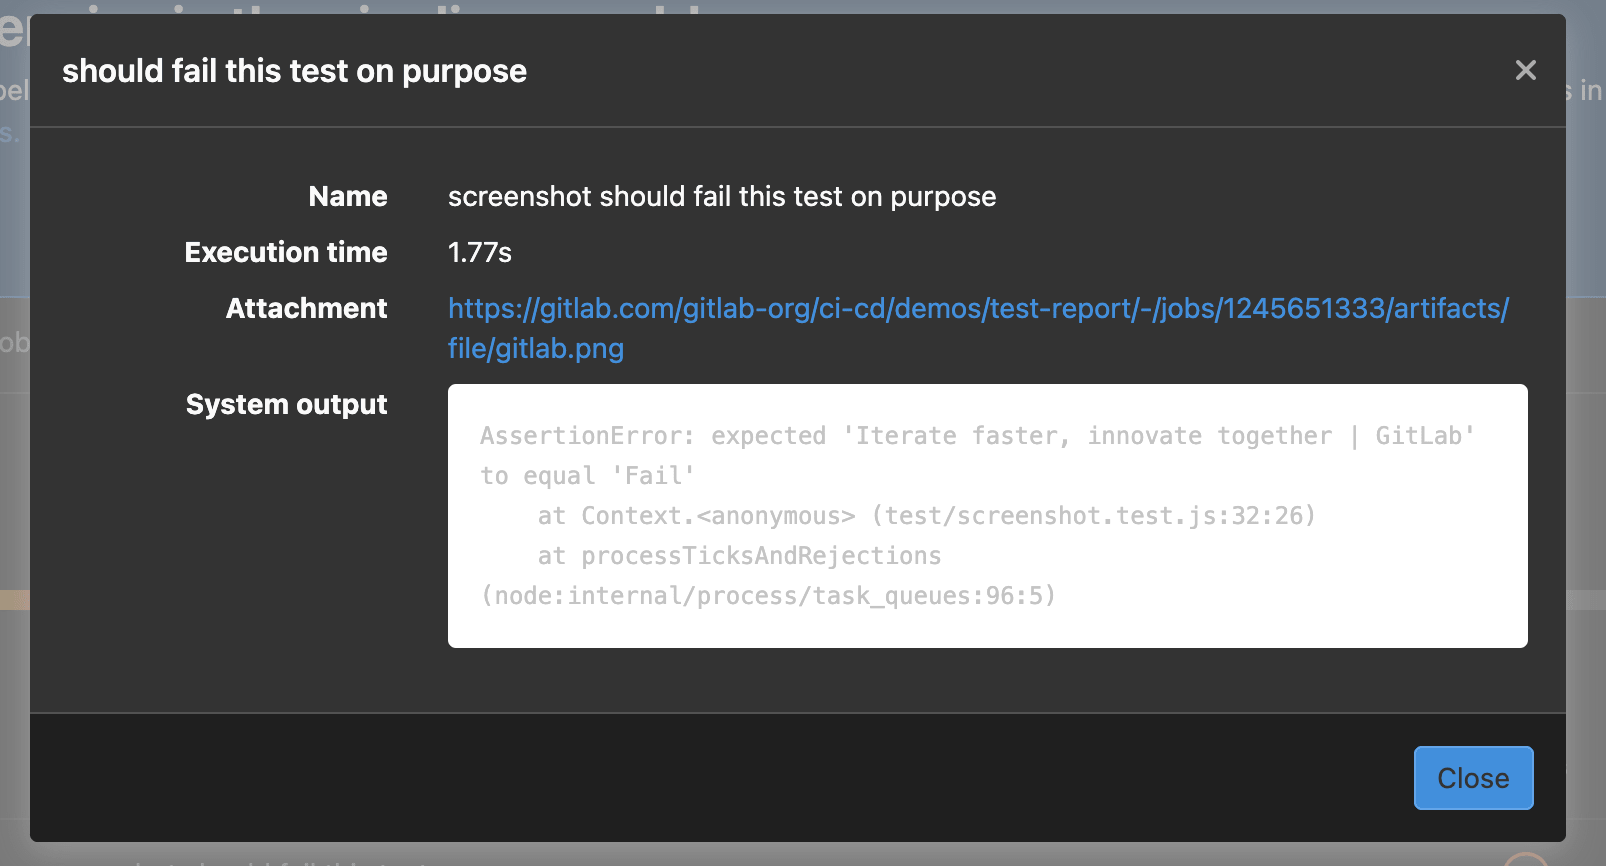 should fail this test on purpose
Name
screenshot should fail this test on purpose
Execution time
1.77s
Attachment
https://gitlab.com/gitlab-org/ci-cd/demos/test-report/-/jobs/1245651333/artifacts/
file/gitlab.png
System output
AssertionError: expected 'Iterate faster, innovate together | GitLab'
to equal 'Fail'
at Context.<anonymous> (test/screenshot.test.js:32:26)
at processTicksAndRejections
(node:internal/process/task_queues:96:5)
Close